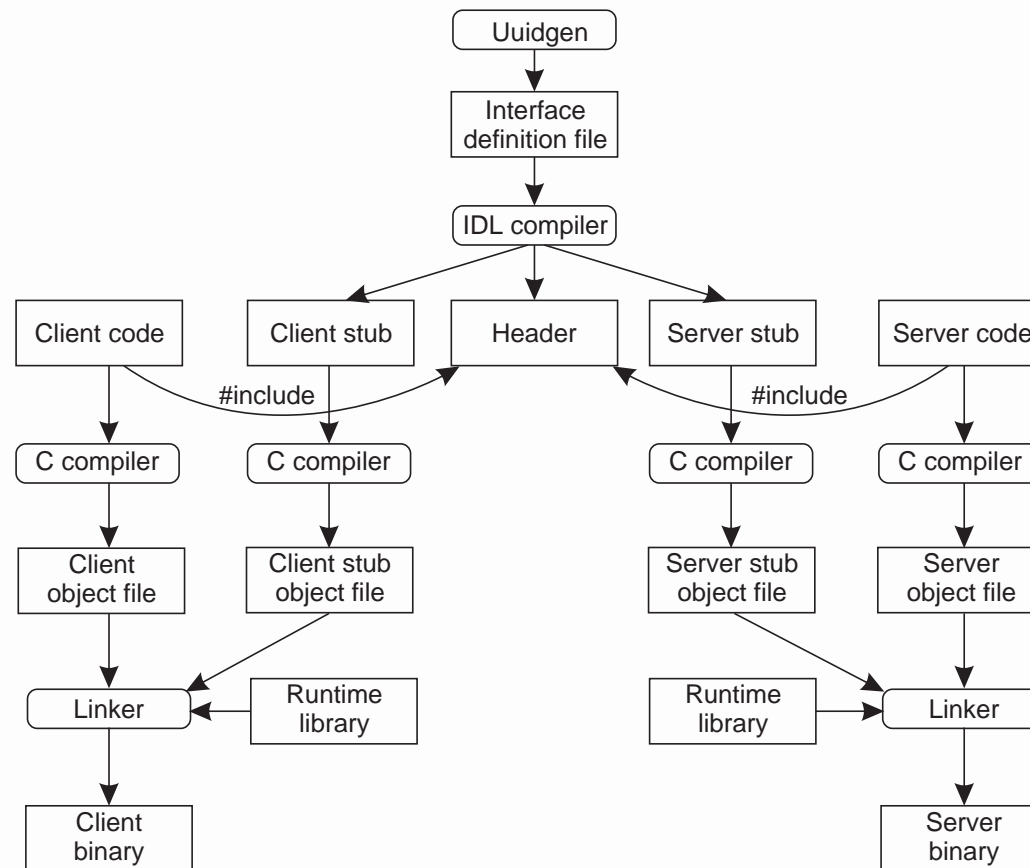 Uuidgen
Interface
definition file
IDL compiler
Client code
Client stub
Header
Server stub
Server code
#include
#include
C compiler
C compiler
C compiler
C compiler
Client
object file
Client stub
object file
Server stub
object file
Server
object file
Linker
Runtime
library
Runtime
library
Linker
Client
binary
Server
binary